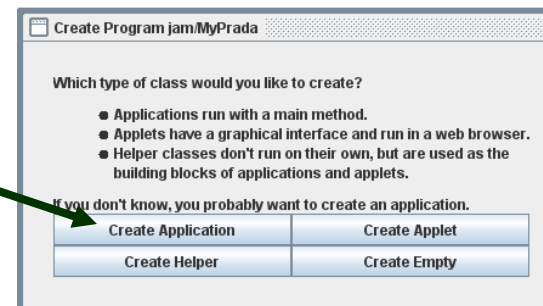 Create Program jam/MyPrada
Which type of class would you like to create?
● Applications run with a main method.
● Applets have a graphical interface and run in a web browser.
● Helper classes don't run on their own, but are used as the
building blocks of applications and applets.
If you don't know, you probably want to create an application.
Create Application
Create Applet
Create Helper
Create Empty